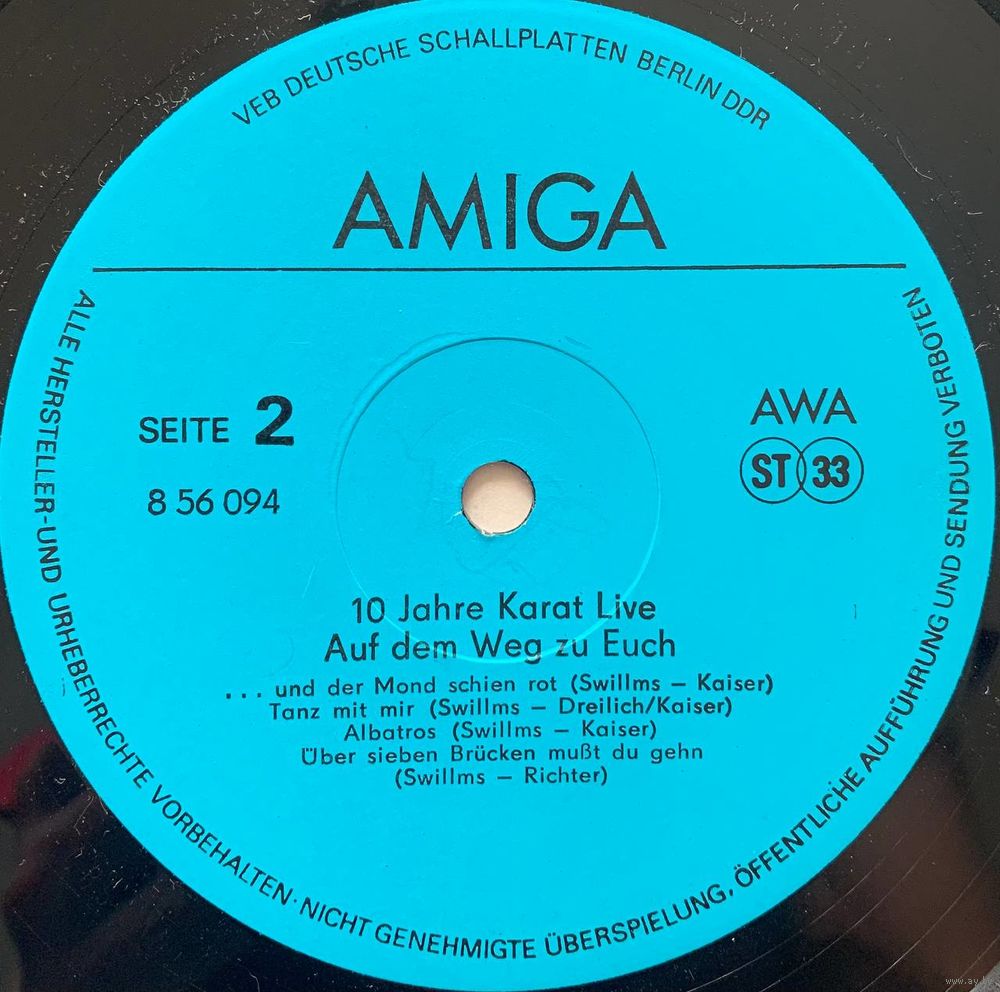 VEB DEUTSCHE SCHALLPLATTEN BERLIN DDR
AMIGA
SEITE 2
8 56 094
AWA
ST 33
10 Jahre Karat Live
Auf dem Weg zu Euch
... und der Mond schien rot (Swillms – Kaiser)
Tanz mit mir (Swillms – Dreilich/Kaiser)
Albatros (Swillms – Kaiser)
Über sieben Brücken mußt du gehn
(Swillms – Richter)
ALLE HERSTELLER-UND URHEBERRECHTE VORBEHALTEN · NICHT GENEHMIGTE ÜBERSPIELUNG, ÖFFENTLICHE AUFFÜHRUNG UND SENDUNG VERBOTEN